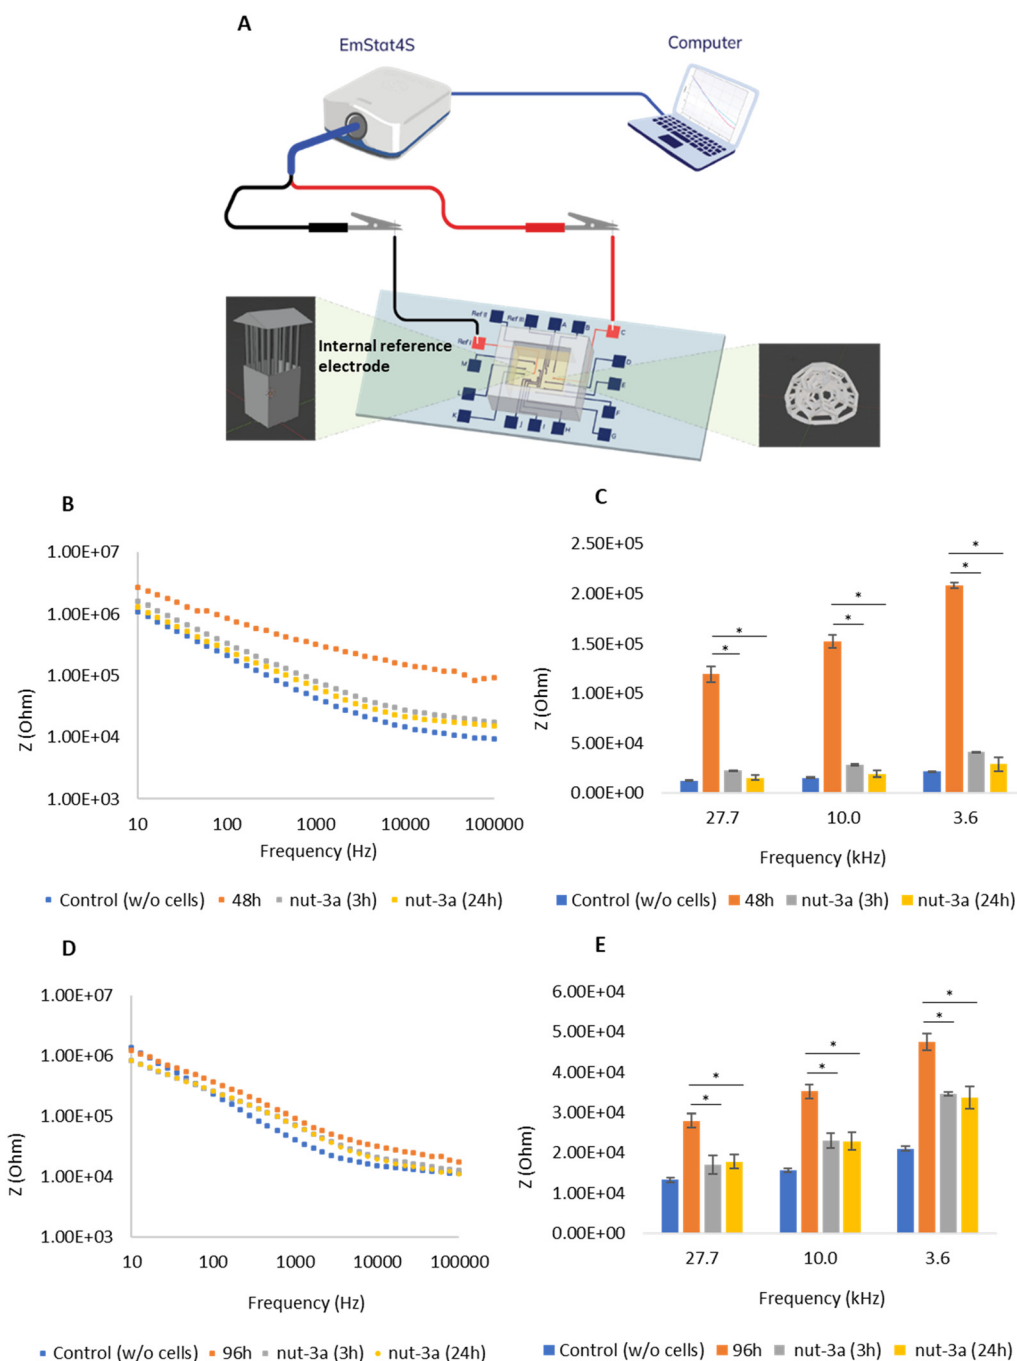 A
EmStat4S
Computer
Internal reference
electrode
Ref I
Ref II
Ref III
A
B
C
D
E
F
G
H
I
J
K
L
M
B
1.00E+07
1.00E+06
1.00E+05
1.00E+04
1.00E+03
Z (Ohm)
10 100 1000 10000 100000
Frequency (Hz)
Control (w/o cells) 48h nut-3a (3h) nut-3a (24h)
C
2.50E+05
2.00E+05
1.50E+05
1.00E+05
5.00E+04
0.00E+00
Z (Ohm)
* * * * * *
27.7 10.0 3.6
Frequency (kHz)
Control (w/o cells) 48h nut-3a (3h) nut-3a (24h)
D
1.00E+07
1.00E+06
1.00E+05
1.00E+04
1.00E+03
Z (Ohm)
10 100 1000 10000 100000
Frequency (Hz)
Control (w/o cells) 96h nut-3a (3h) nut-3a (24h)
E
6.00E+04
5.00E+04
4.00E+04
3.00E+04
2.00E+04
1.00E+04
0.00E+00
Z (Ohm)
* * * * * *
27.7 10.0 3.6
Frequency (kHz)
Control (w/o cells) 96h nut-3a (3h) nut-3a (24h)